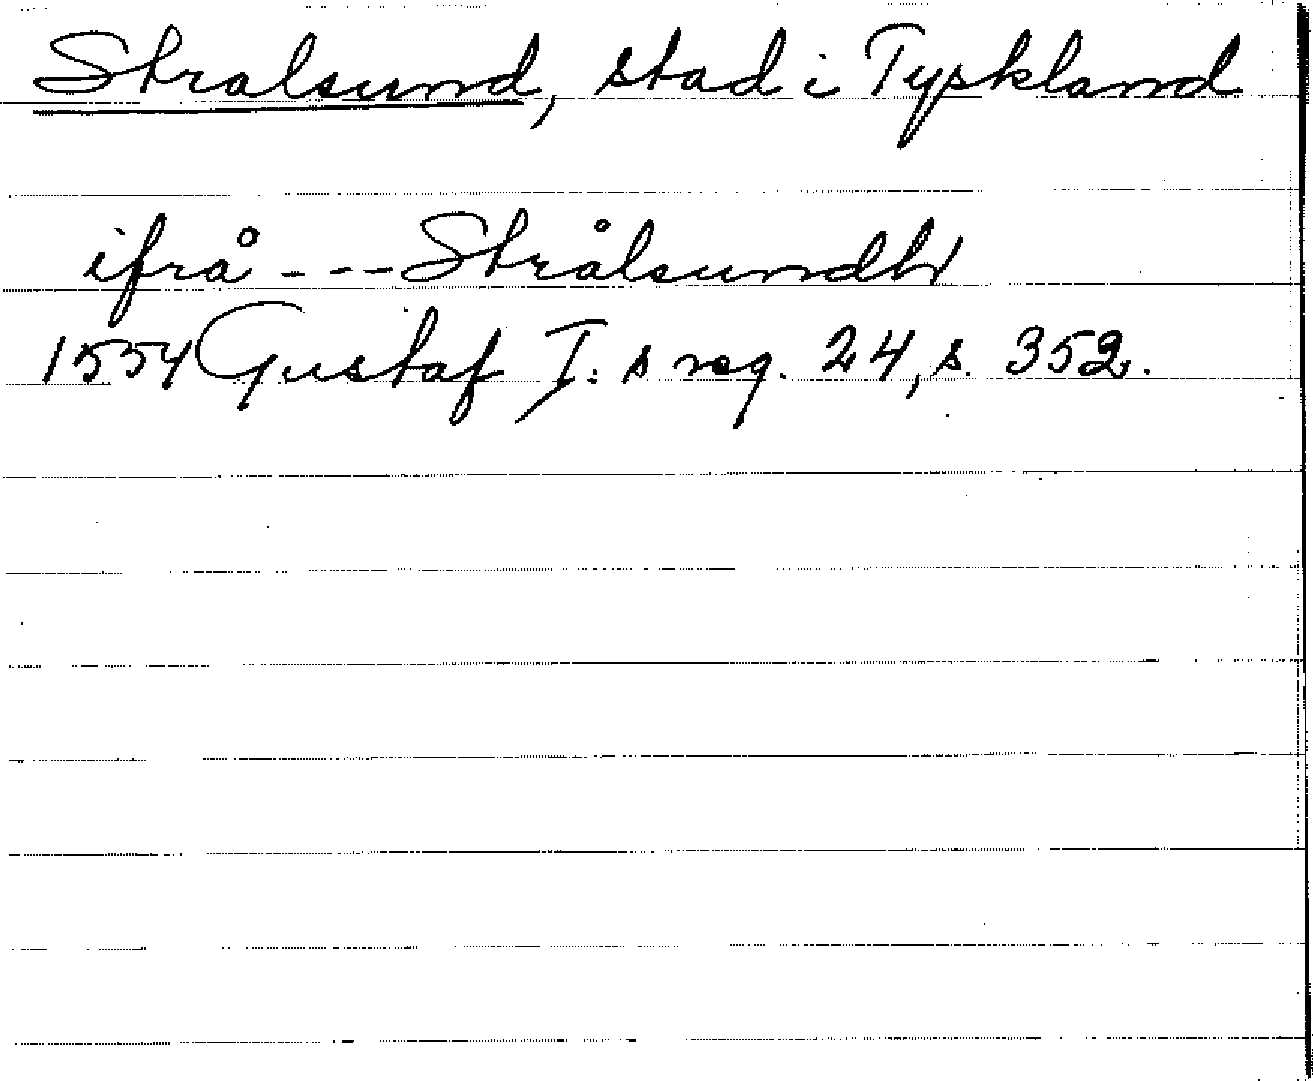 Stralsund, stad i Tyskland
ifrå --- Strålsundh
1554 Gustaf I:s reg. 24, s. 352.